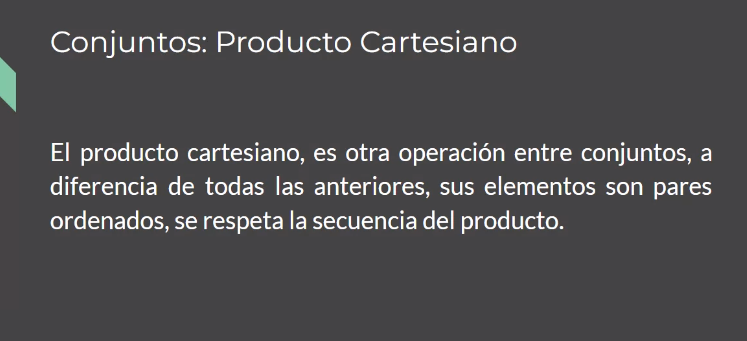 Conjuntos: Producto Cartesiano
El producto cartesiano, es otra operación entre conjuntos, a
diferencia de todas las anteriores, sus elementos son pares
ordenados, se respeta la secuencia del producto.